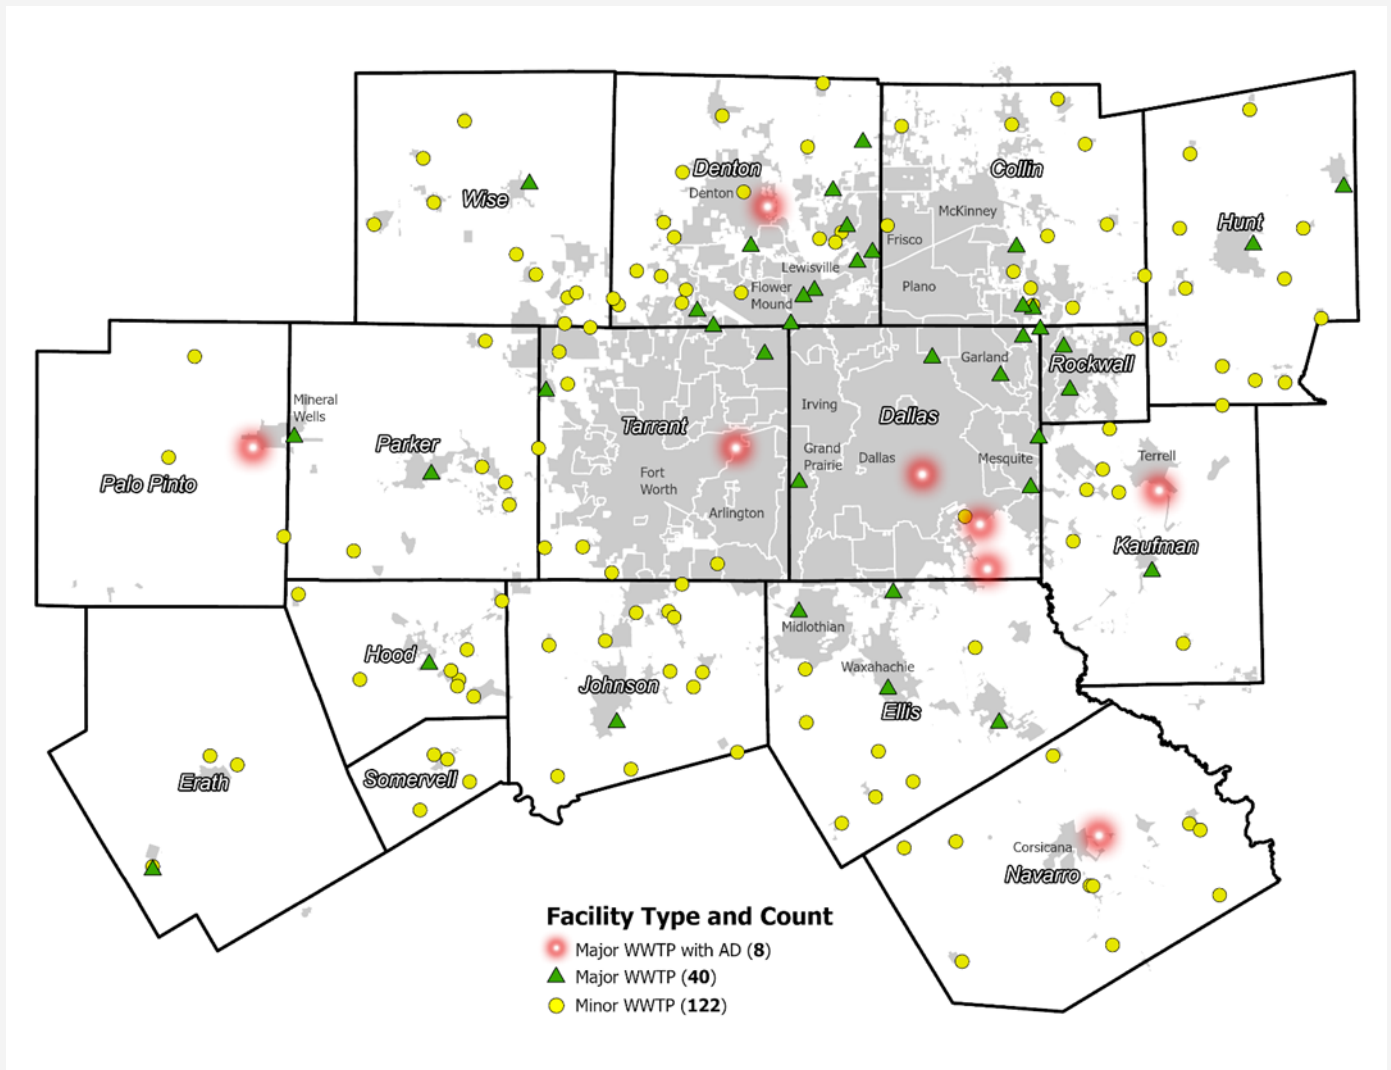 Denton
Collin
Denton
Wise
McKinney
Hunt
Frisco
Lewisville
Plano
Flower
Mound
Garland
Rockwall
Mineral
Wells
Irving
Dallas
Tarrant
Parker
Grand
Prairie
Dallas
Mesquite
Terrell
Palo Pinto
Fort
Worth
Arlington
Kaufman
Midlothian
Hood
Waxahachie
Johnson
Ellis
Erath
Somervell
Corsicana
Navarro
Facility Type and Count
Major WWTP with AD (8)
Major WWTP (40)
Minor WWTP (122)